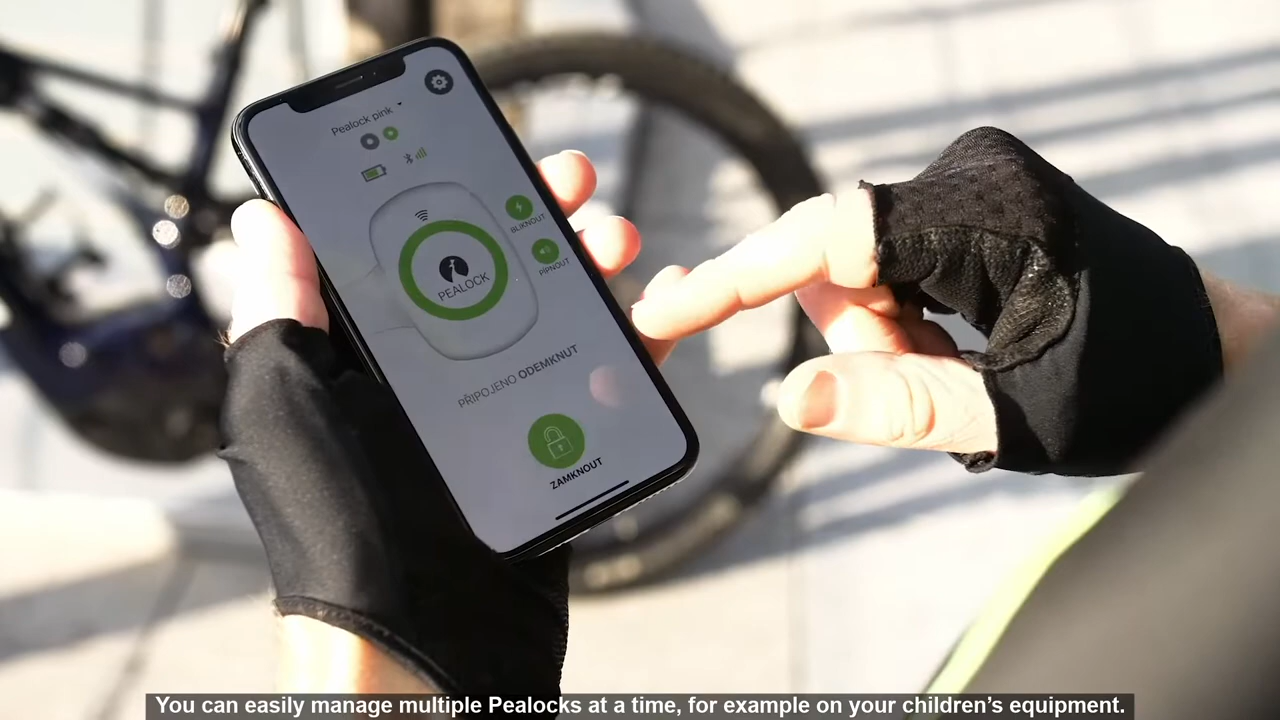 Pealock pink
BLIKNOUT
PÍPNOUT
PEALOCK
PŘIPOJENO ODEMKNUT
ZAMKNOUT
You can easily manage multiple Pealocks at a time, for example on your children’s equipment.